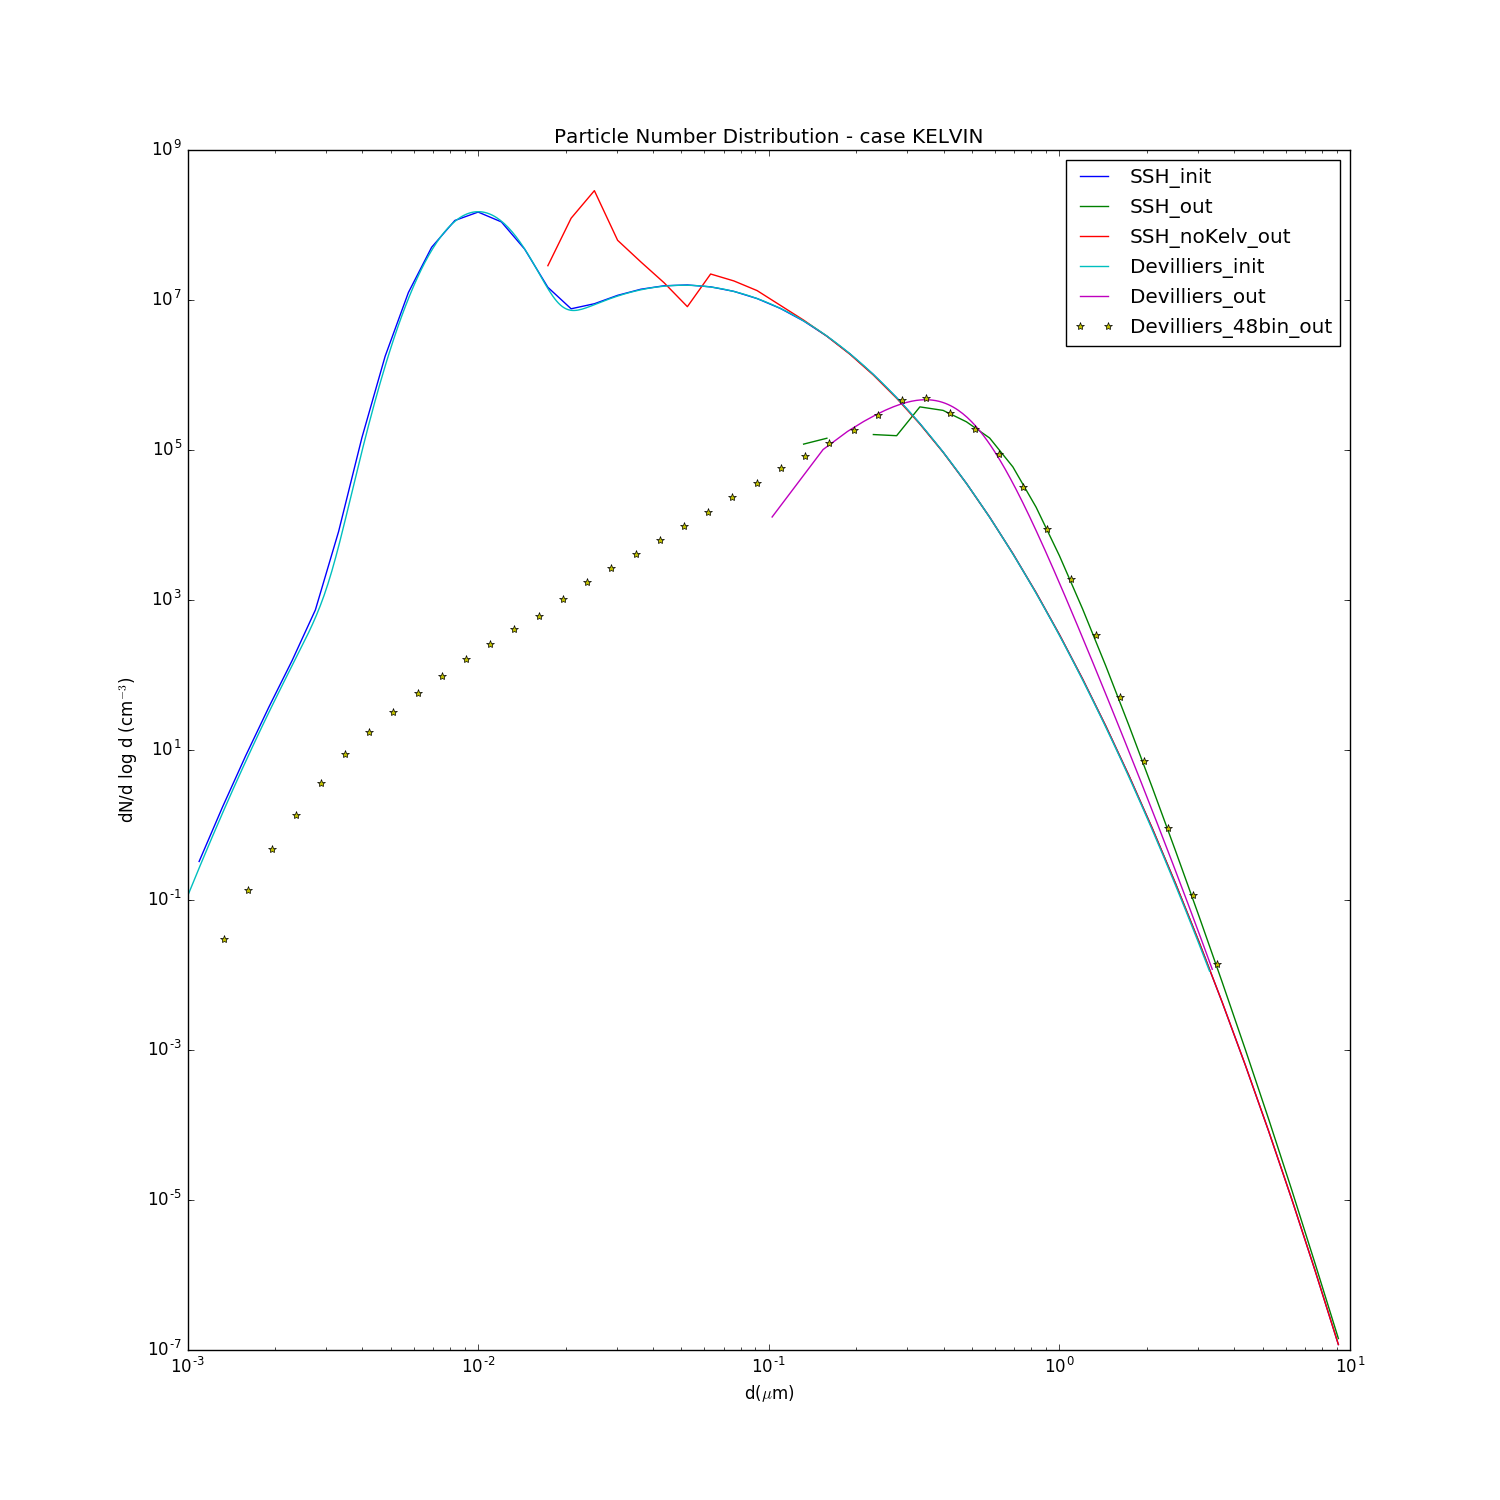 Particle Number Distribution - case KELVIN
10^9
10^7
10^5
10^3
10^1
10^-1
10^-3
10^-5
10^-7
dN/d log d (cm^−3)
SSH_init
SSH_out
SSH_noKelv_out
Devilliers_init
Devilliers_out
Devilliers_48bin_out
10^-3 10^-2 10^-1 10^0 10^1
d(μm)